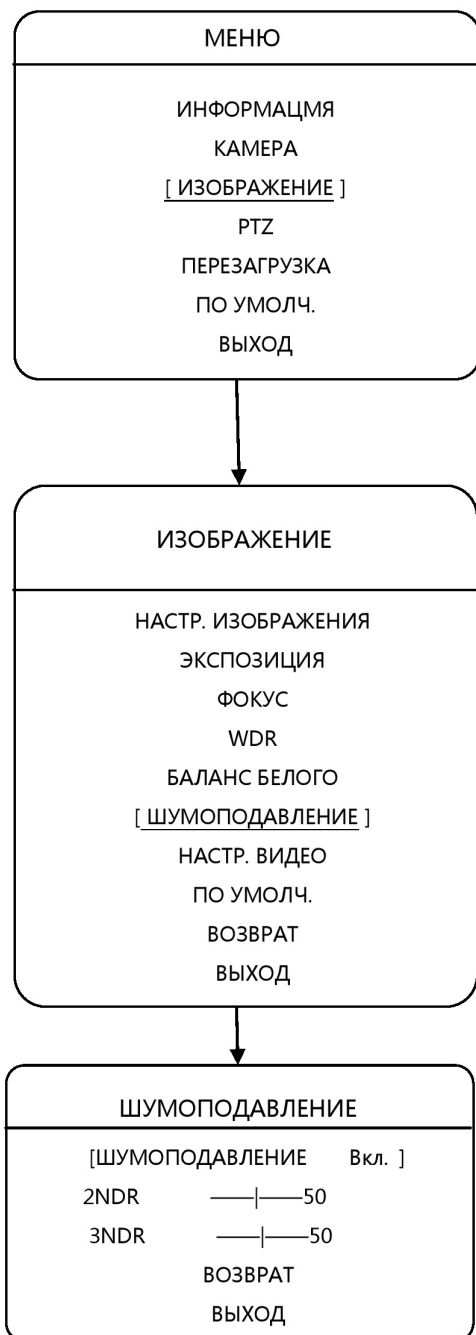 МЕНЮ
ИНФОРМАЦМЯ
КАМЕРА
[ ИЗОБРАЖЕНИЕ ]
PTZ
ПЕРЕЗАГРУЗКА
ПО УМОЛЧ.
ВЫХОД
ИЗОБРАЖЕНИЕ
НАСТР. ИЗОБРАЖЕНИЯ
ЭКСПОЗИЦИЯ
ФОКУС
WDR
БАЛАНС БЕЛОГО
[ ШУМОПОДАВЛЕНИЕ ]
НАСТР. ВИДЕО
ПО УМОЛЧ.
ВОЗВРАТ
ВЫХОД
ШУМОПОДАВЛЕНИЕ
[ШУМОПОДАВЛЕНИЕ Вкл. ]
2NDR ——|——50
3NDR ——|——50
ВОЗВРАТ
ВЫХОД